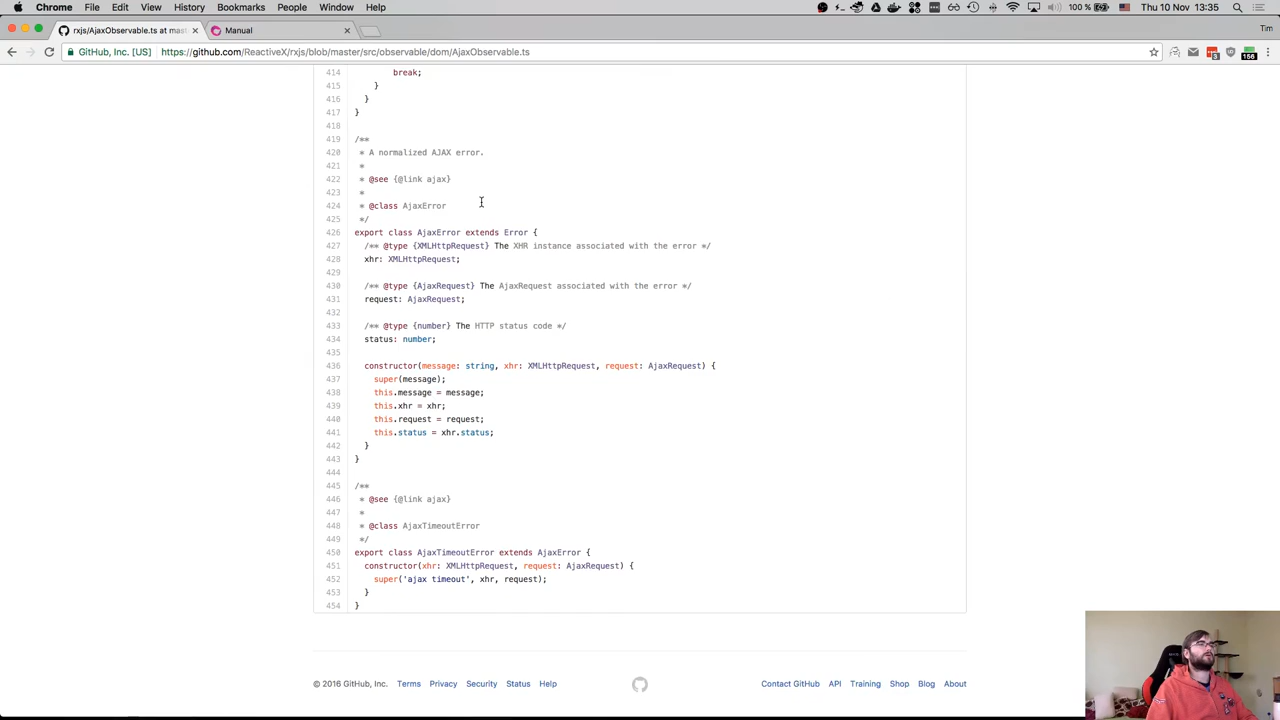 Chrome File Edit View History Bookmarks People Window Help 100 % Thu 10 Nov 13:35
rxjs/AjaxObservable.ts at mast Manual Tim
GitHub, Inc. [US] https://github.com/ReactiveX/rxjs/blob/master/src/observable/dom/AjaxObservable.ts 3 156
414 break;
415 }
416 }
417 }
418
419 /**
420 * A normalized AJAX error.
421 *
422 * @see {@link ajax}
423 *
424 * @class AjaxError
425 */
426 export class AjaxError extends Error {
427 /** @type {XMLHttpRequest} The XHR instance associated with the error */
428 xhr: XMLHttpRequest;
429
430 /** @type {AjaxRequest} The AjaxRequest associated with the error */
431 request: AjaxRequest;
432
433 /** @type {number} The HTTP status code */
434 status: number;
435
436 constructor(message: string, xhr: XMLHttpRequest, request: AjaxRequest) {
437 super(message);
438 this.message = message;
439 this.xhr = xhr;
440 this.request = request;
441 this.status = xhr.status;
442 }
443 }
444
445 /**
446 * @see {@link ajax}
447 *
448 * @class AjaxTimeoutError
449 */
450 export class AjaxTimeoutError extends AjaxError {
451 constructor(xhr: XMLHttpRequest, request: AjaxRequest) {
452 super('ajax timeout', xhr, request);
453 }
454 }
© 2016 GitHub, Inc. Terms Privacy Security Status Help Contact GitHub API Training Shop Blog About